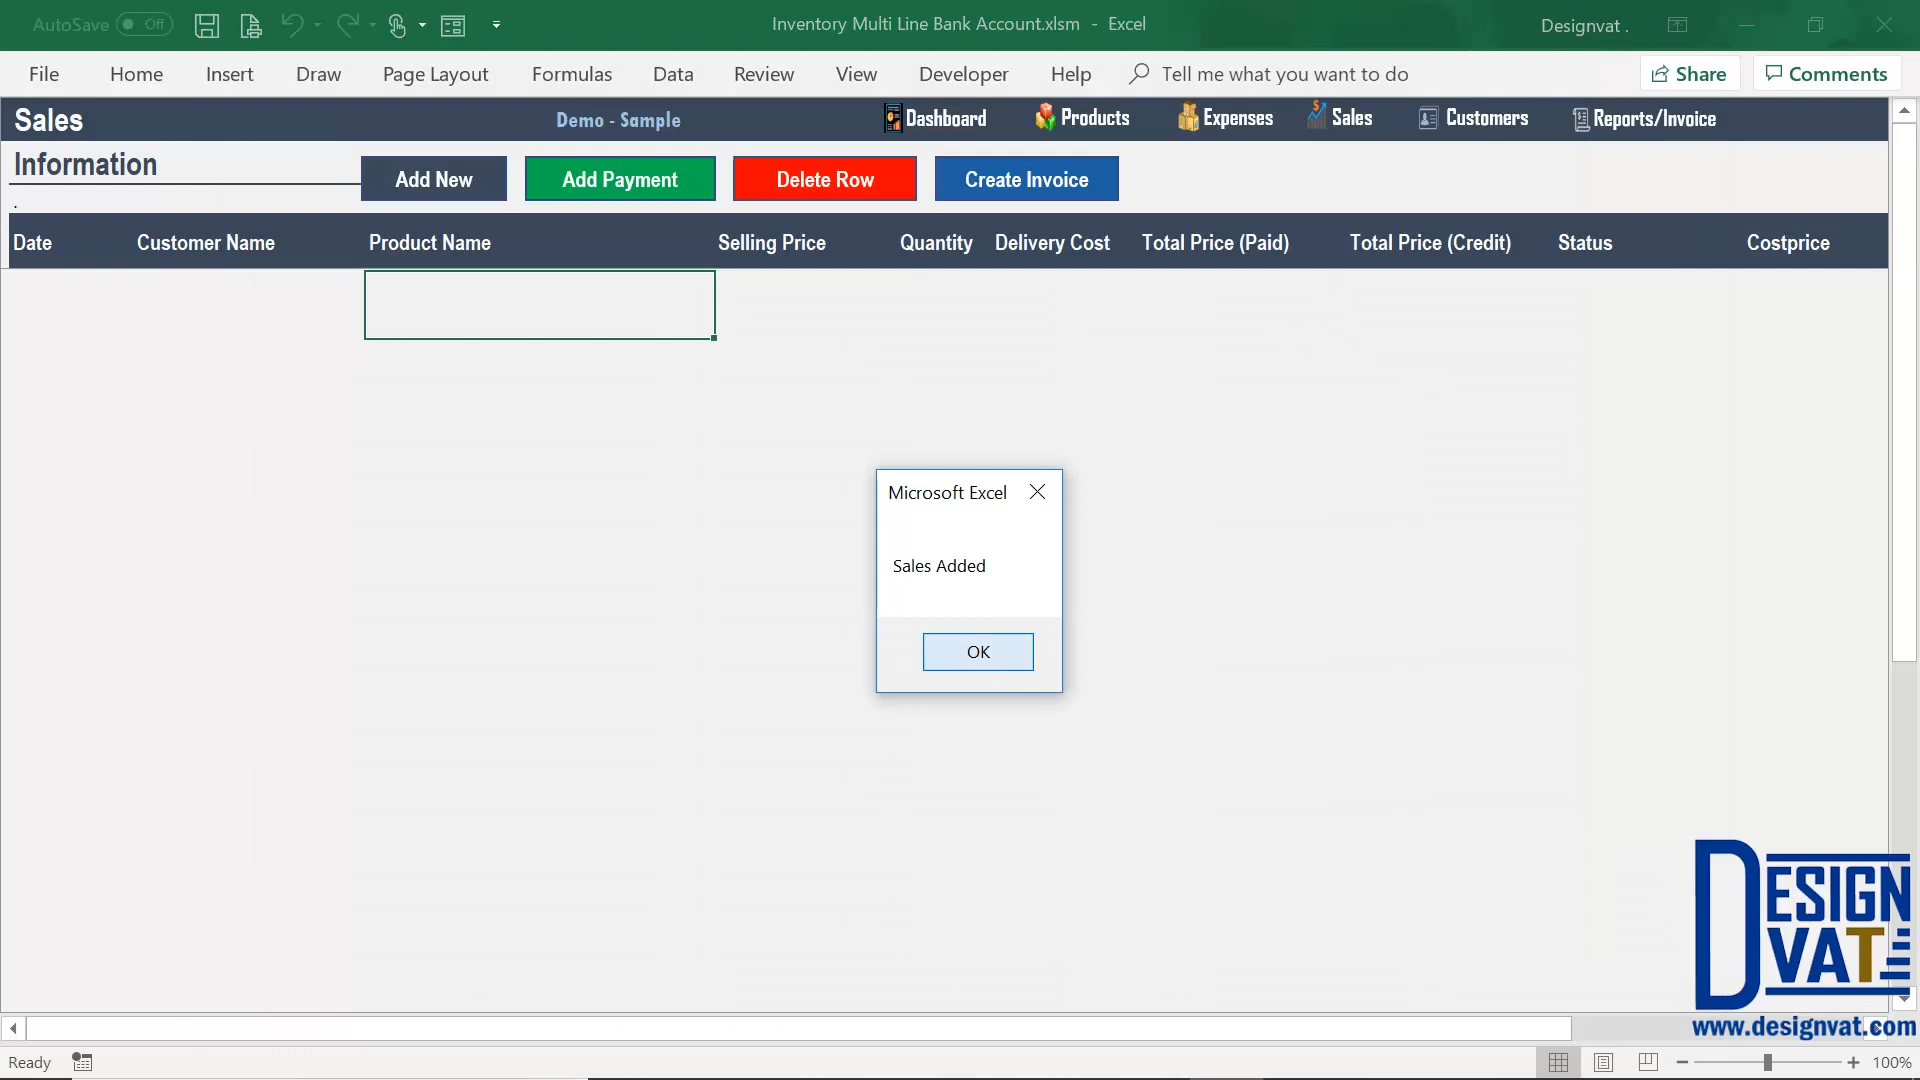 AutoSave Off
Inventory Multi Line Bank Account.xlsm - Excel
Designvat .
File Home Insert Draw Page Layout Formulas Data Review View Developer Help Tell me what you want to do Share Comments
Sales Demo - Sample Dashboard Products Expenses Sales Customers Reports/Invoice
Information
Add New Add Payment Delete Row Create Invoice
.
Date Customer Name Product Name Selling Price Quantity Delivery Cost Total Price (Paid) Total Price (Credit) Status Costprice
Microsoft Excel
Sales Added
OK
DESIGN
VAT
www.designvat.com
Ready 100%